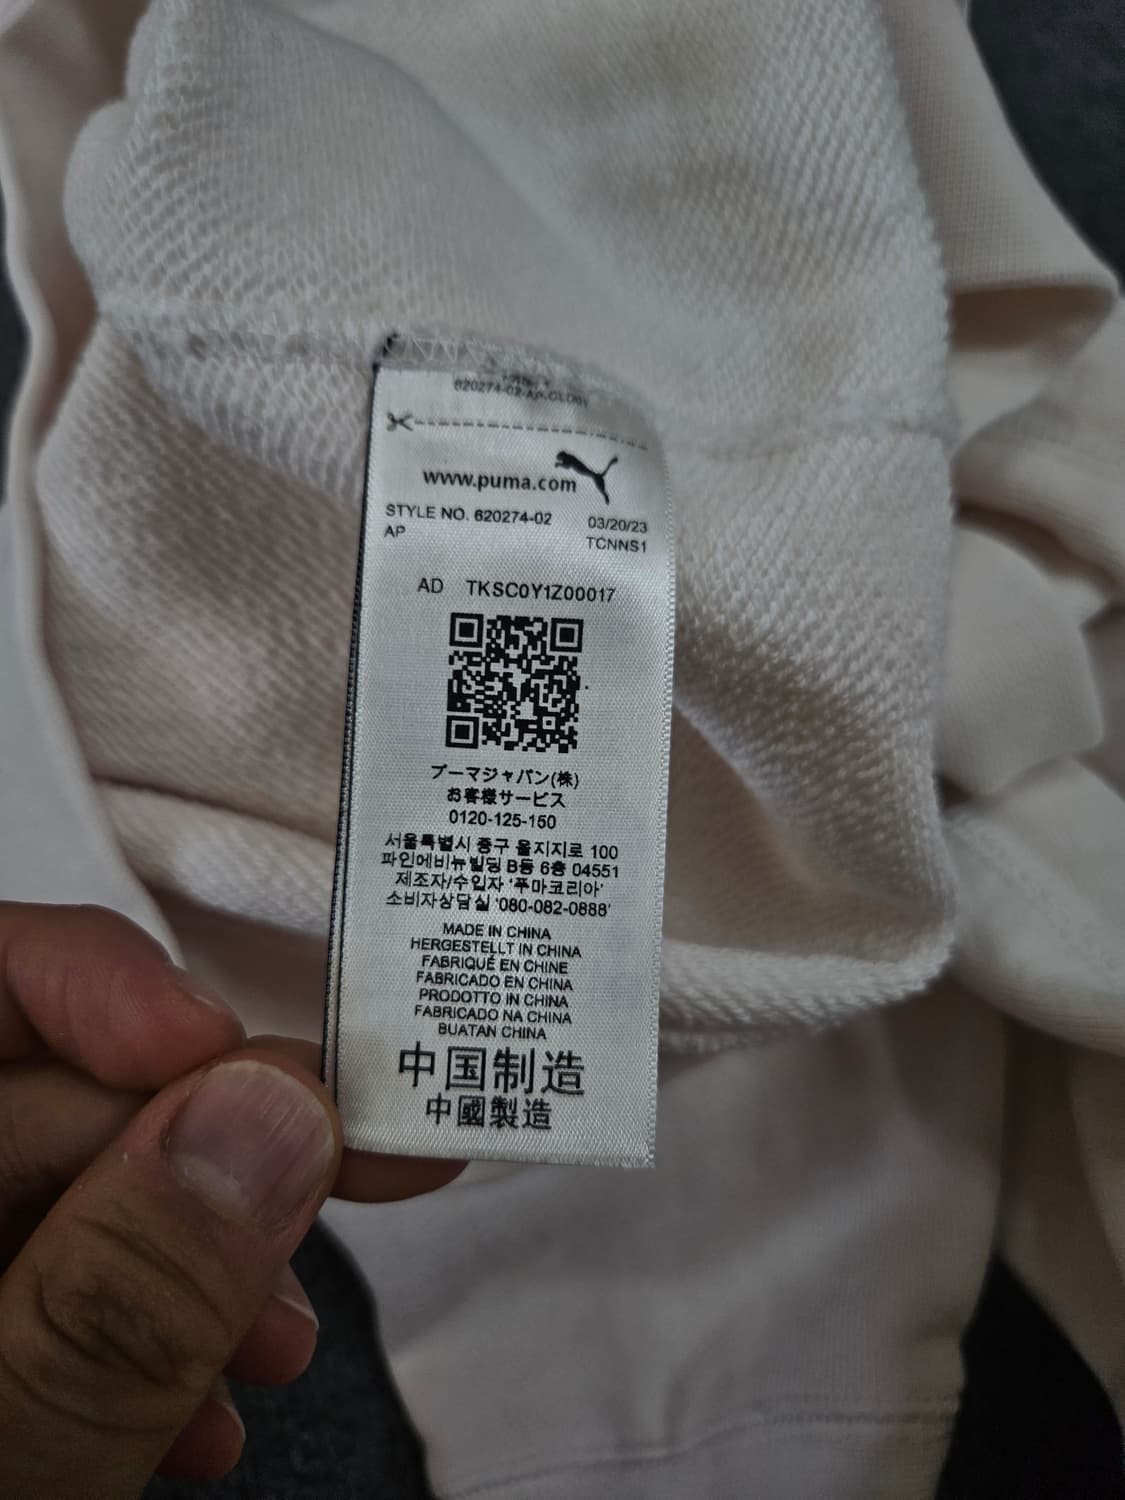 www.puma.com
STYLE NO. 620274-02
AP
03/20/23
TCNNS1
AD TKSC0Y1Z00017
プーマジャパン(株)
お客様サービス
0120-125-150
서울특별시 중구 을지지로 100
파인에비뉴빌딩 B동 6층 04551
제조자/수입자 '푸마코리아'
소비자상담실 '080-082-0888'
MADE IN CHINA
HERGESTELLT IN CHINA
FABRIQUÉ EN CHINE
FABRICADO EN CHINA
PRODOTTO IN CHINA
FABRICADO NA CHINA
BUATAN CHINA
中国制造
中國製造